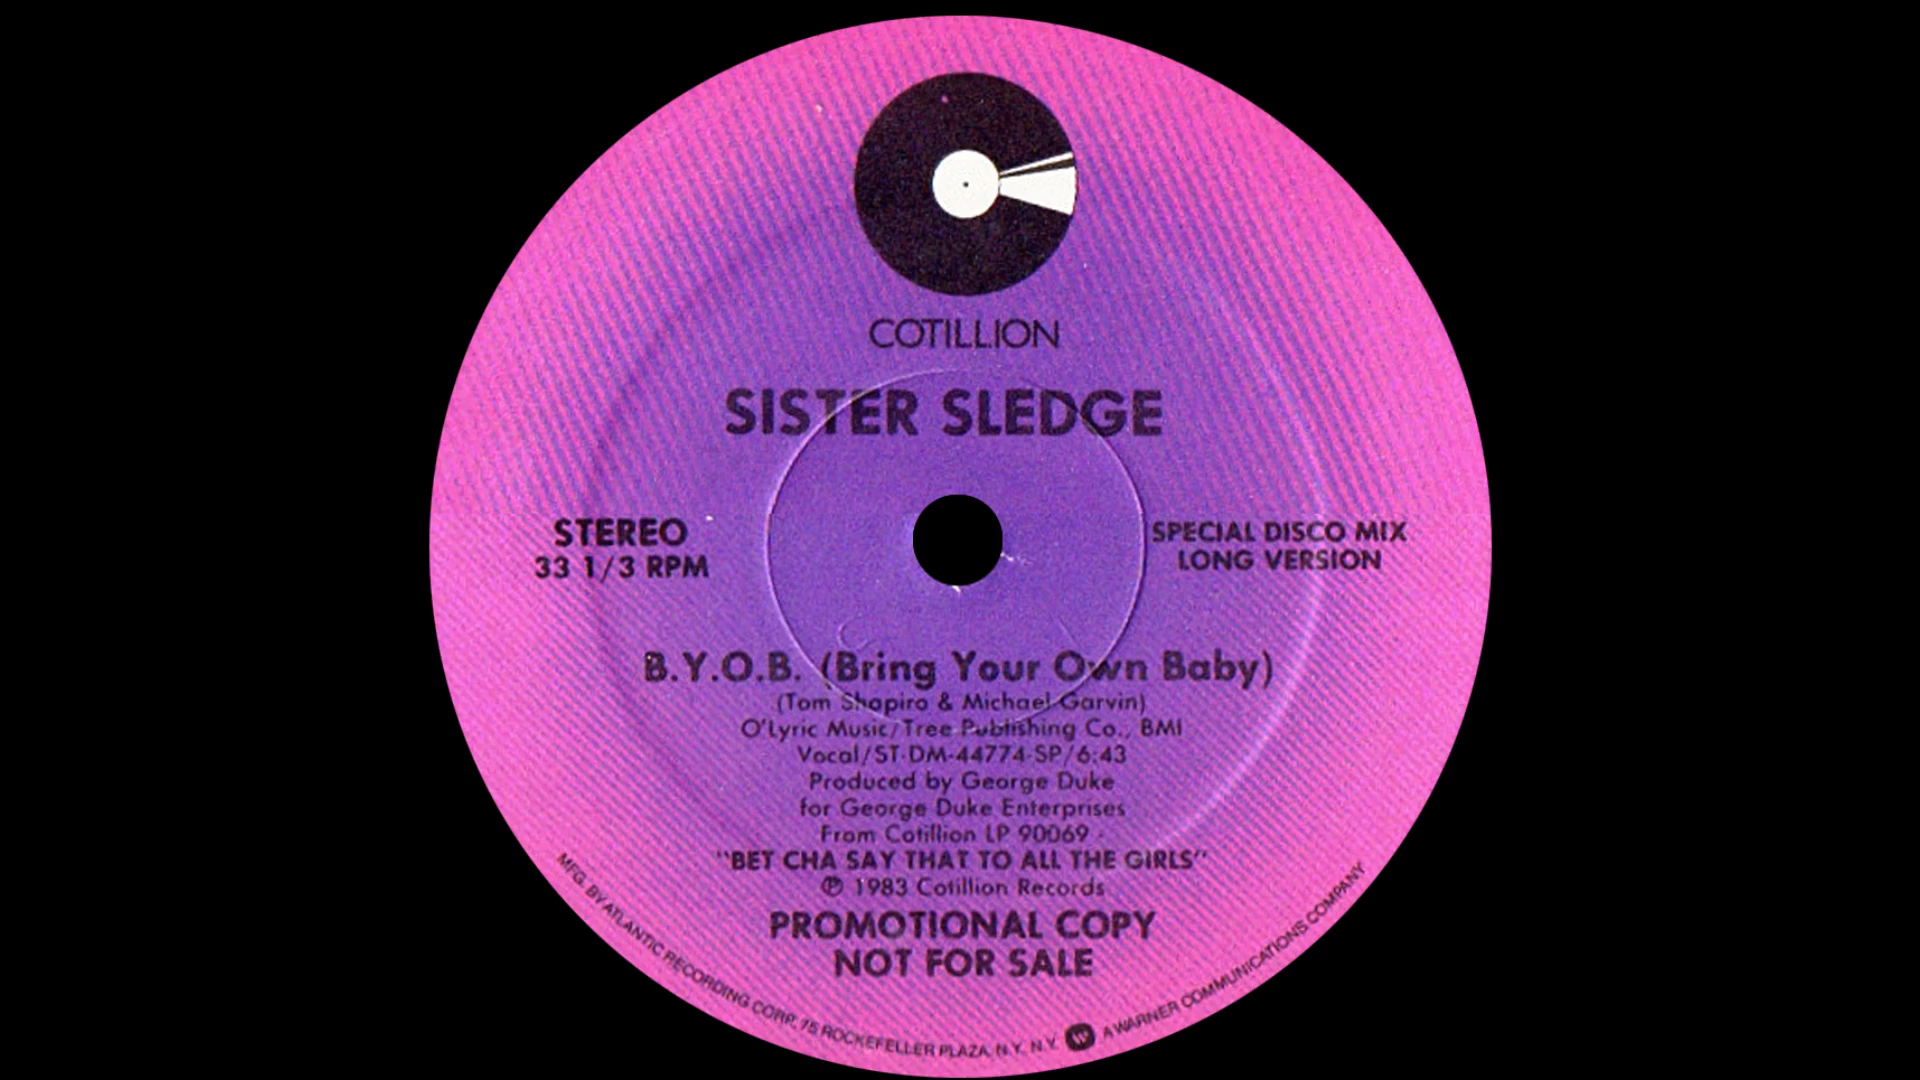 COTILLION
SISTER SLEDGE
STEREO
33 1/3 RPM
SPECIAL DISCO MIX
LONG VERSION
B.Y.O.B. (Bring Your Own Baby)
(Tom Shapiro & Michael Garvin)
O'Lyric Music/Tree Publishing Co., BMI
Vocal/ST-DM-44774-SP/6:43
Produced by George Duke
for George Duke Enterprises
From Cotillion LP 90069
"BET CHA SAY THAT TO ALL THE GIRLS"
℗ 1983 Cotillion Records
PROMOTIONAL COPY
NOT FOR SALE
MFG. BY ATLANTIC RECORDING CORP, 75 ROCKEFELLER PLAZA, N.Y., N.Y. W A WARNER COMMUNICATIONS COMPANY